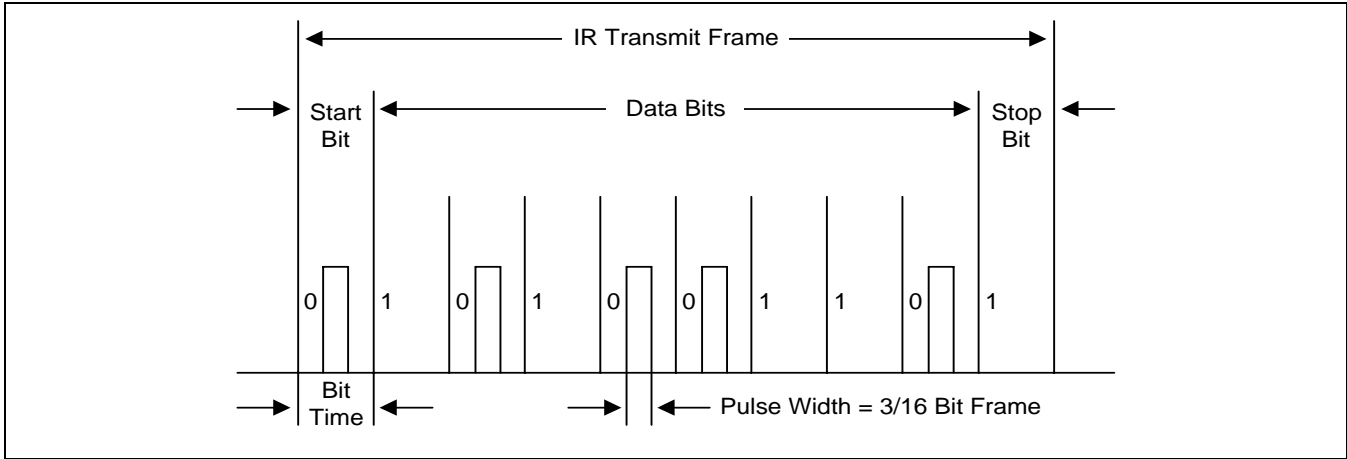 IR Transmit Frame
Start Bit
Data Bits
Stop Bit
0 1 0 1 0 0 1 1 0 1
Bit Time
Pulse Width = 3/16 Bit Frame